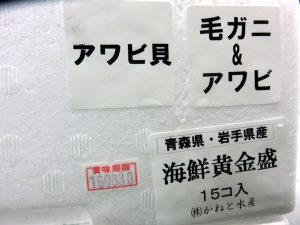 アワビ貝
毛ガニ
&
アワビ
賞味期限
160830
青森県・岩手県産
海鮮黄金盛
15コ入
㈱かねと水産